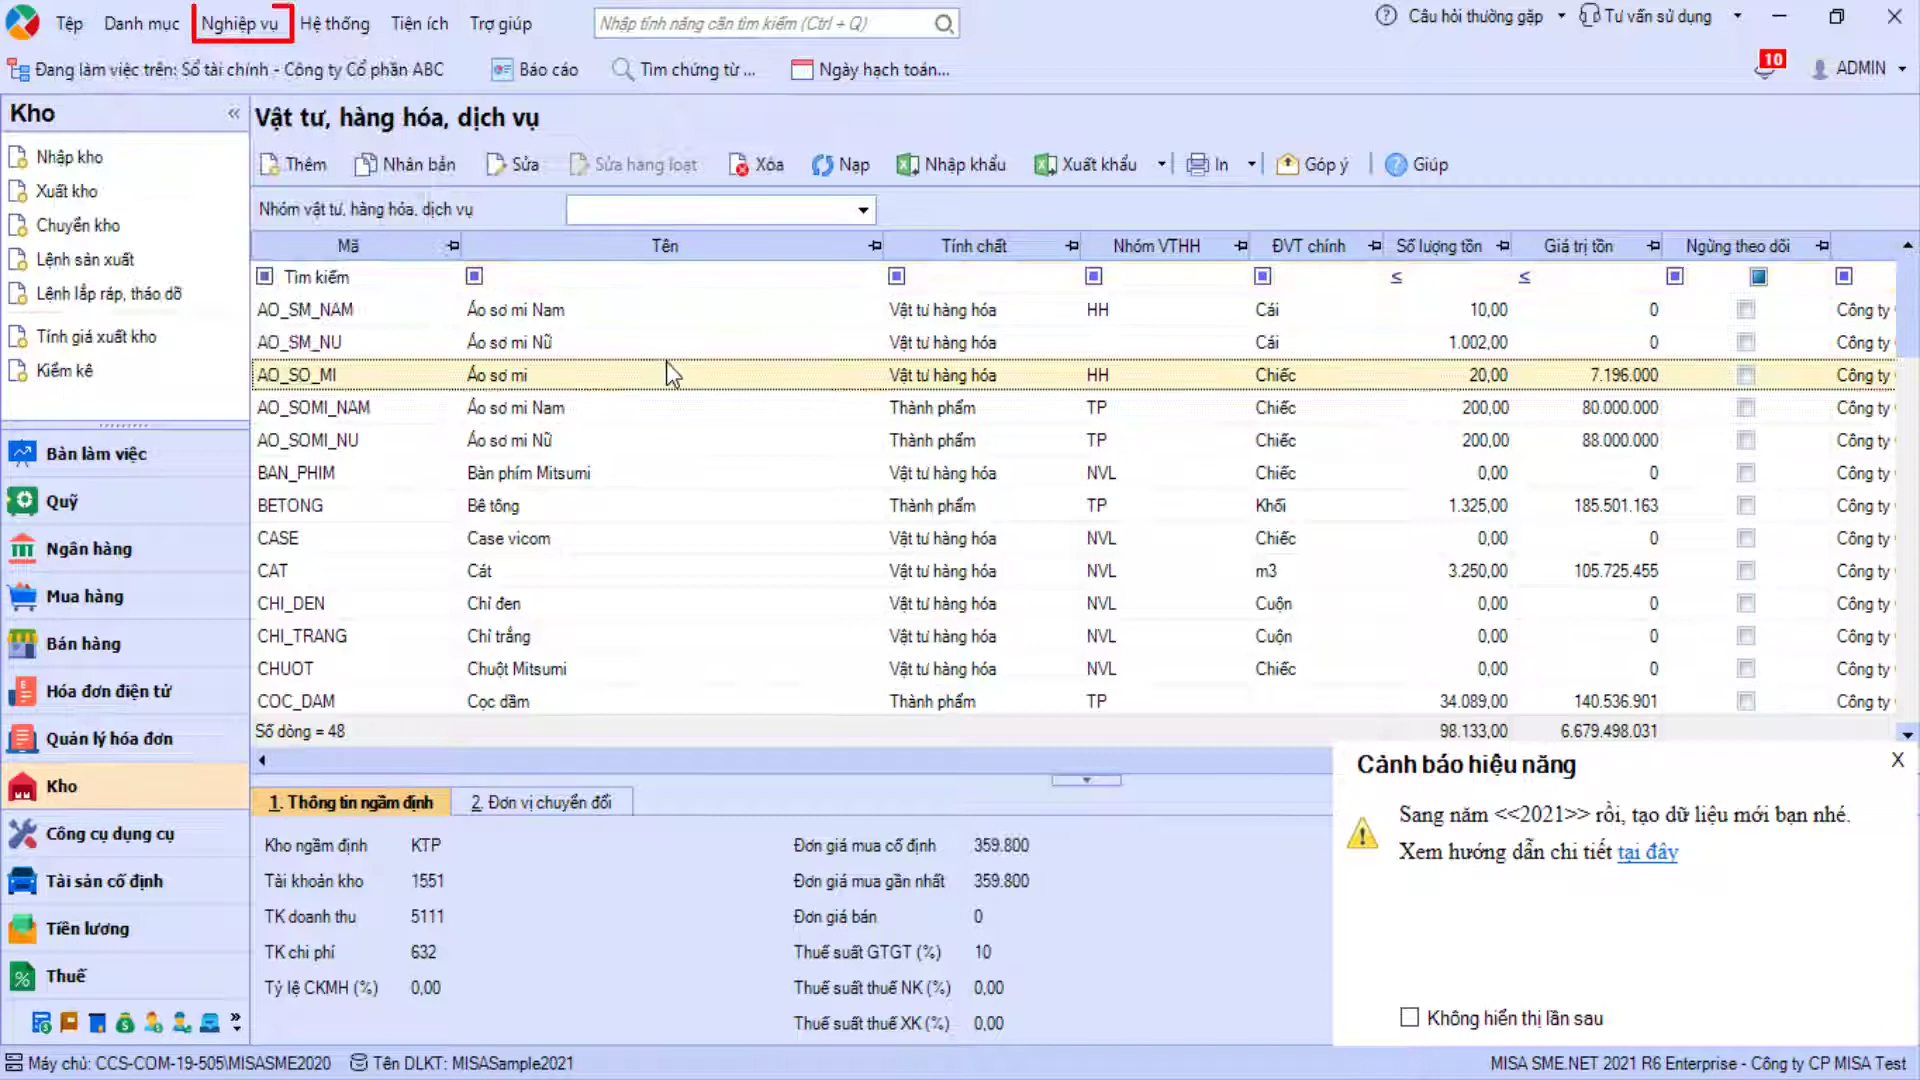 Tệp Danh mục Nghiệp vụ Hệ thống Tiện ích Trợ giúp Nhập tính năng cần tìm kiếm (Ctrl + Q) Câu hỏi thường gặp Tư vấn sử dụng
Đang làm việc trên: Sổ tài chính - Công ty Cổ phần ABC Báo cáo Tìm chứng từ ... Ngày hạch toán... 10 ADMIN
Kho «
Nhập kho
Xuất kho
Chuyển kho
Lệnh sản xuất
Lệnh lắp ráp, tháo dỡ
Tính giá xuất kho
Kiểm kê
Bàn làm việc
Quỹ
Ngân hàng
Mua hàng
Bán hàng
Hóa đơn điện tử
Quản lý hóa đơn
Kho
Công cụ dụng cụ
Tài sản cố định
Tiền lương
Thuế
Vật tư, hàng hóa, dịch vụ
Thêm Nhân bản Sửa Sửa hàng loạt Xóa Nạp Nhập khẩu Xuất khẩu In Góp ý Giúp
Nhóm vật tư, hàng hóa, dịch vụ
Mã Tên Tính chất Nhóm VTHH ĐVT chính Số lượng tồn Giá trị tồn Ngừng theo dõi
Tìm kiếm ≤ ≤
AO_SM_NAM Áo sơ mi Nam Vật tư hàng hóa HH Cái 10,00 0 Công ty
AO_SM_NU Áo sơ mi Nữ Vật tư hàng hóa Cái 1.002,00 0 Công ty
AO_SO_MI Áo sơ mi Vật tư hàng hóa HH Chiếc 20,00 7.196.000 Công ty
AO_SOMI_NAM Áo sơ mi Nam Thành phẩm TP Chiếc 200,00 80.000.000 Công ty
AO_SOMI_NU Áo sơ mi Nữ Thành phẩm TP Chiếc 200,00 88.000.000 Công ty
BAN_PHIM Bàn phím Mitsumi Vật tư hàng hóa NVL Chiếc 0,00 0 Công ty
BETONG Bê tông Thành phẩm TP Khối 1.325,00 185.501.163 Công ty
CASE Case vicom Vật tư hàng hóa NVL Chiếc 0,00 0 Công ty
CAT Cát Vật tư hàng hóa NVL m3 3.250,00 105.725.455 Công ty
CHI_DEN Chỉ đen Vật tư hàng hóa NVL Cuộn 0,00 0 Công ty
CHI_TRANG Chỉ trắng Vật tư hàng hóa NVL Cuộn 0,00 0 Công ty
CHUOT Chuột Mitsumi Vật tư hàng hóa NVL Chiếc 0,00 0 Công ty
COC_DAM Cọc dầm Thành phẩm TP 34.089,00 140.536.901 Công ty
Số dòng = 48 98.133,00 6.679.498.031
1. Thông tin ngầm định 2. Đơn vị chuyển đổi
Kho ngầm định KTP Đơn giá mua cố định 359.800
Tài khoản kho 1551 Đơn giá mua gần nhất 359.800
TK doanh thu 5111 Đơn giá bán 0
TK chi phí 632 Thuế suất GTGT (%) 10
Tỷ lệ CKMH (%) 0,00 Thuế suất thuế NK (%) 0,00
Thuế suất thuế XK (%) 0,00
Cảnh báo hiệu năng X
Sang năm <<2021>> rồi, tạo dữ liệu mới bạn nhé.
Xem hướng dẫn chi tiết tại đây
Không hiển thị lần sau
Máy chủ: CCS-COM-19-505\MISASME2020 Tên DLKT: MISASample2021 MISA SME.NET 2021 R6 Enterprise - Công ty CP MISA Test